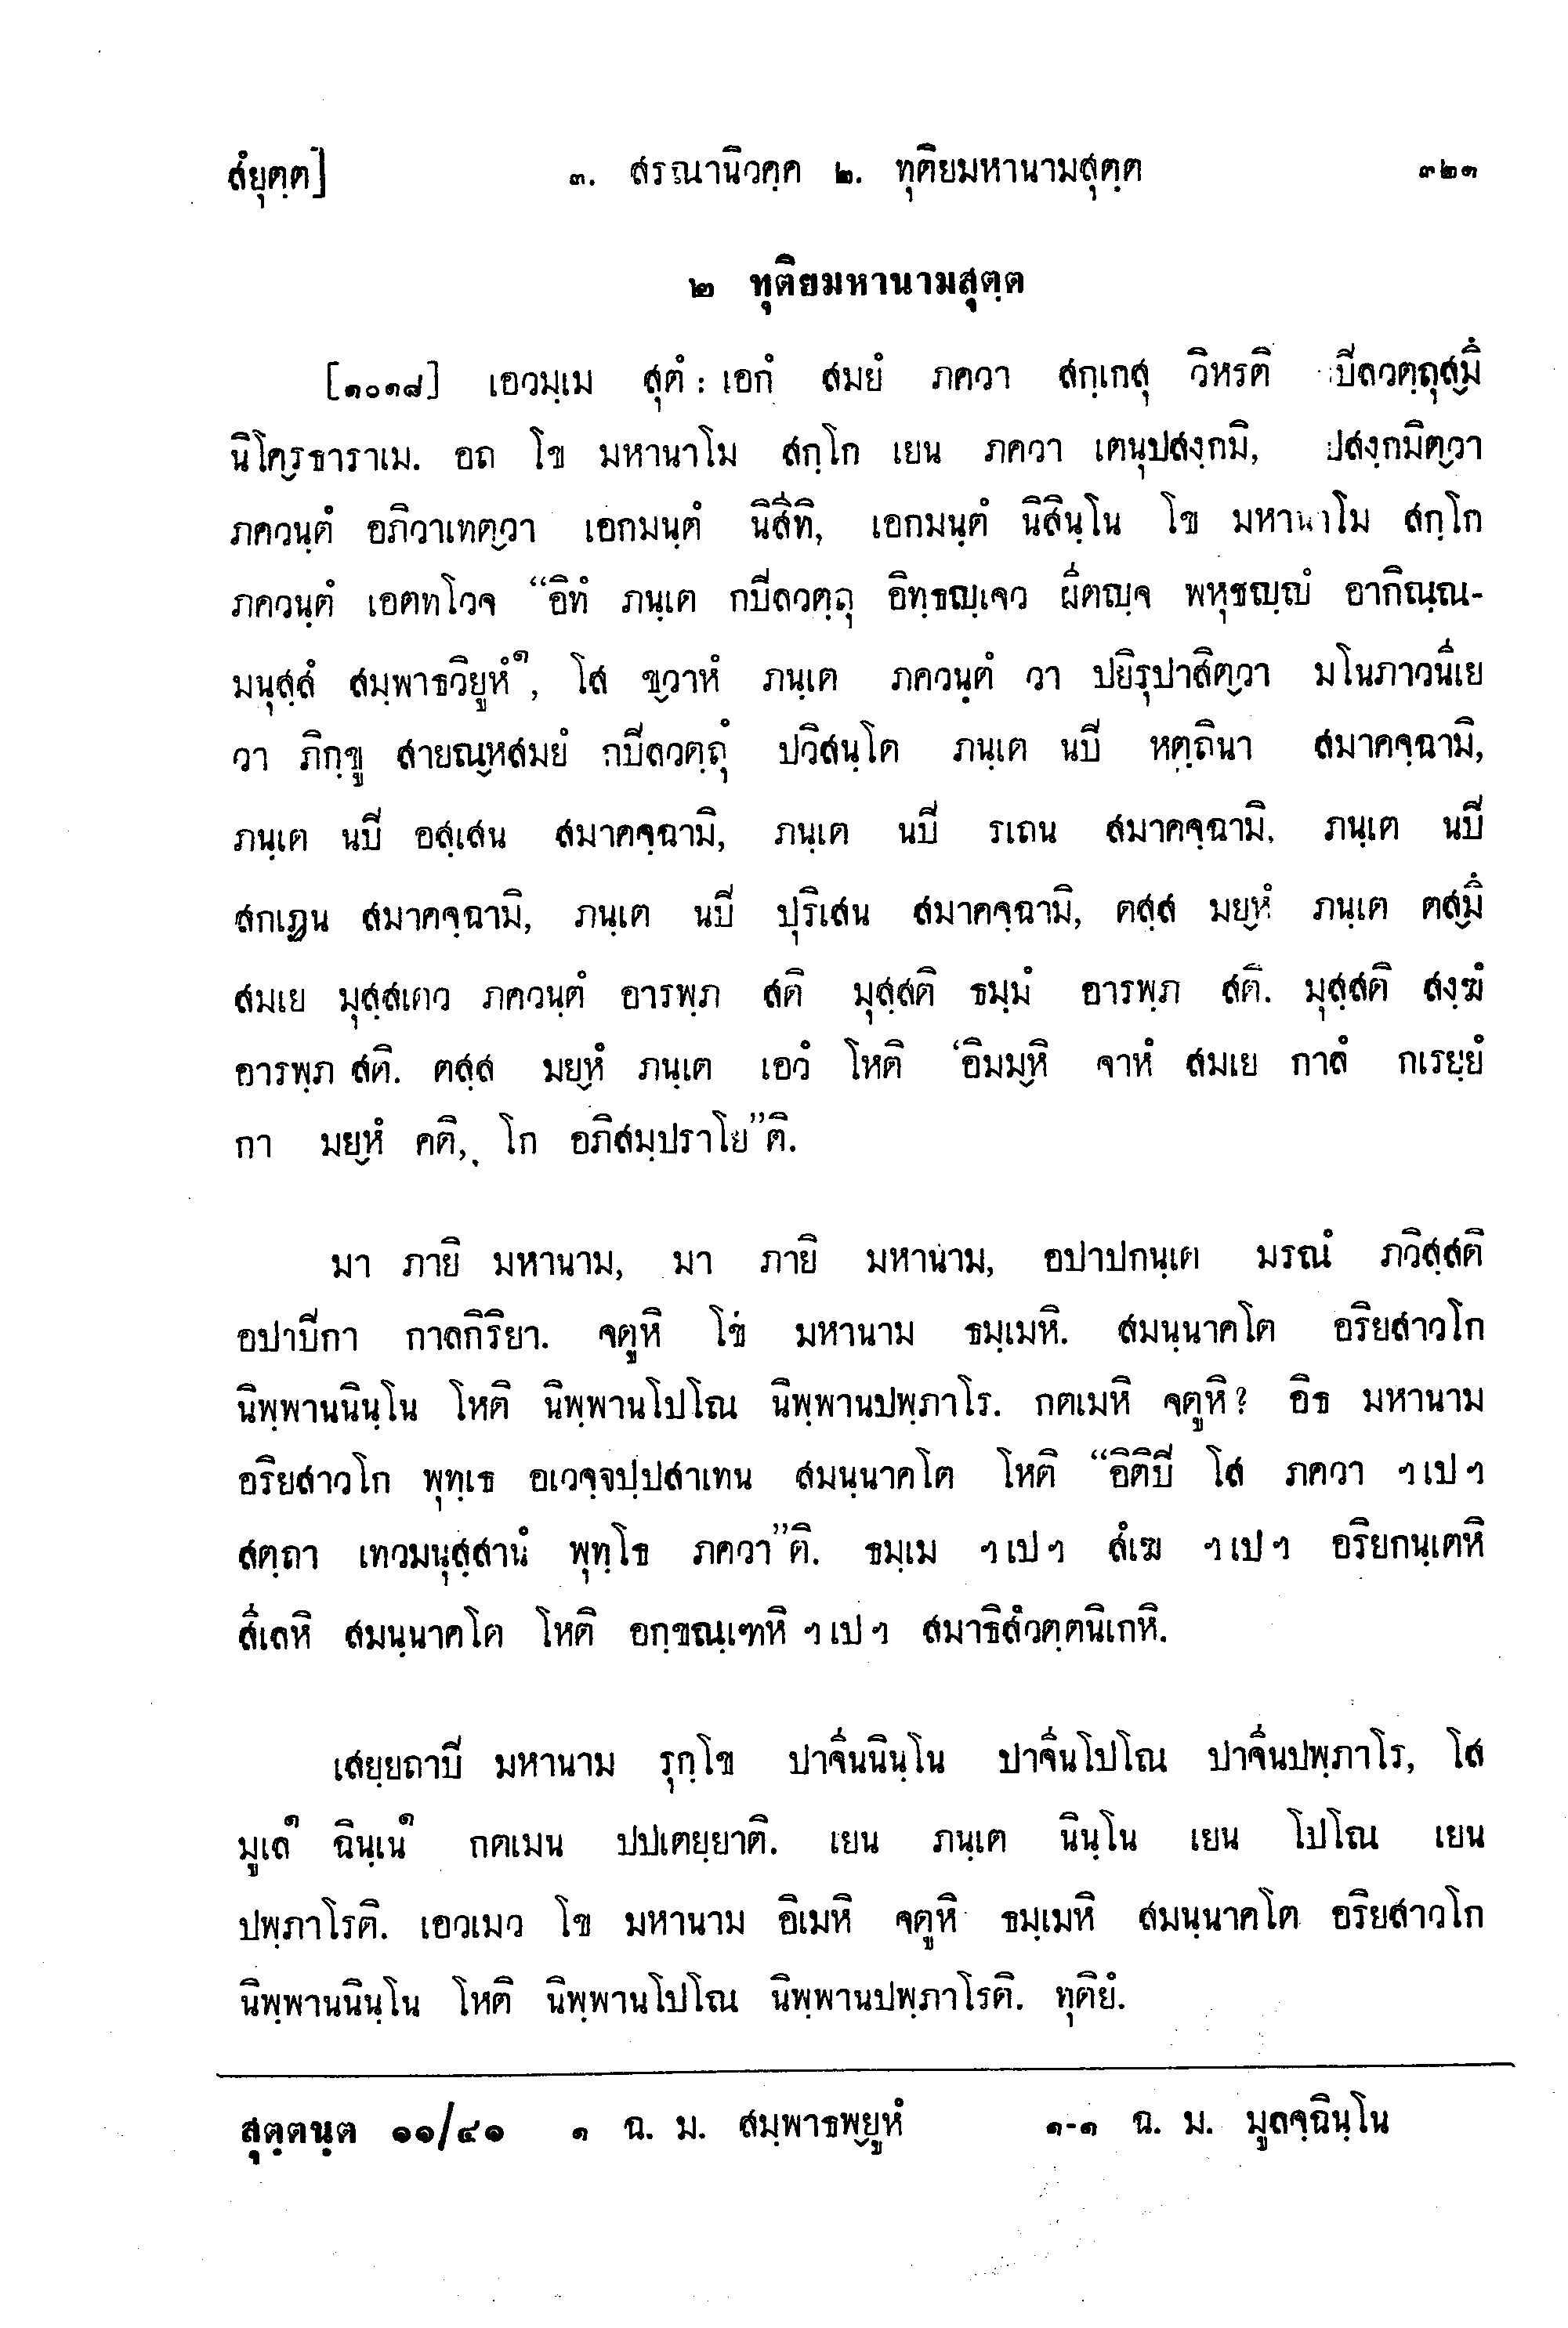 สํยุตฺต]	๓. สรณานิวคฺค ๒. ทุติยมหานามสุตฺต	๓๒๑
๒ ทุติยมหานามสุตฺต
[๑๐๑๘] เอวมฺเม สุตํ : เอกํ สมยํ ภควา สกฺเกสุ วิหรติ ปิลวตฺถุสฺมึ
นิโคฺรธาราเม. อถ โข มหานาโม สกฺโก เยน ภควา เตนุปสงฺกมิ, ปสงฺกมิตฺวา
ภควนฺตํ อภิวาเทตฺวา เอกมนฺตํ นิสีทิ, เอกมนฺตํ นิสินฺโน โข มหานาโม สกฺโก
ภควนฺตํ เอตทโวจ “อิทํ ภนฺเต กปิลวตฺถุ อิทฺธญฺเจว ผีตญฺจ พหุธญฺญํ อากิณฺณ-
มนุสฺสํ สมฺพาธวิยูหํ๑, โส ขฺวาหํ ภนฺเต ภควนฺตํ วา ปยิรุปาสิตฺวา มโนภาวนีเย
วา ภิกฺขู สายณฺหสมยํ กปิลวตฺถุํ ปวิสนฺโต ภนฺเต นปิ หตฺถินา สมาคจฺฉามิ,
ภนฺเต นปิ อสฺเสน สมาคจฺฉามิ, ภนฺเต นปิ รเถน สมาคจฺฉามิ, ภนฺเต นปิ
สกเฏน สมาคจฺฉามิ, ภนฺเต นปิ ปุริเสน สมาคจฺฉามิ, ตสฺส มยฺหํ ภนฺเต ตสฺมึ
สมเย มุสฺสเตว ภควนฺตํ อารพฺภ สติ มุสฺสติ ธมฺมํ อารพฺภ สติ. มุสฺสติ สงฺฆํ
อารพฺภ สติ. ตสฺส มยฺหํ ภนฺเต เอวํ โหติ ‘อิมมฺหิ จาหํ สมเย กาลํ กเรยฺยํ
กา มยฺหํ คติ, โก อภิสมฺปราโย”ติ.
มา ภายิ มหานาม, มา ภายิ มหานาม, อปาปกนฺเต มรณํ ภวิสฺสติ
อปาปิกา กาลกิริยา. จตูหิ โข มหานาม ธมฺเมหิ. สมนฺนาคโต อริยสาวโก
นิพฺพานนินฺโน โหติ นิพฺพานโปโณ นิพฺพานปพฺภาโร. กตเมหิ จตูหิ? อิธ มหานาม
อริยสาวโก พุทฺเธ อเวจฺจปฺปสาเทน สมนฺนาคโต โหติ “อิติปิ โส ภควา ฯเปฯ
สตฺถา เทวมนุสฺสานํ พุทฺโธ ภควา”ติ. ธมฺเม ฯเปฯ สํเฆ ฯเปฯ อริยกนฺเตหิ
สีเลหิ สมนฺนาคโต โหติ อกฺขณฺเฑหิ ฯเปฯ สมาธิสํวตฺตนิเกหิ.
เสยฺยถาปิ มหานาม รุกฺโข ปาจีนนินฺโน ปาจีนโปโณ ปาจีนปพฺภาโร, โส
มูเล๑ ฉินฺเน๑ กตเมน ปปเตยฺยาติ. เยน ภนฺเต นินฺโน เยน โปโณ เยน
ปพฺภาโรติ. เอวเมว โข มหานาม อิเมหิ จตูหิ ธมฺเมหิ สมนฺนาคโต อริยสาวโก
นิพฺพานนินฺโน โหติ นิพฺพานโปโณ นิพฺพานปพฺภาโรติ. ทุติยํ.
สุตฺตนฺต ๑๑/๔๑	๑ ฉ. ม. สมฺพาธพฺยูหํ	๑-๑ ฉ. ม. มูลจฺฉินฺโน